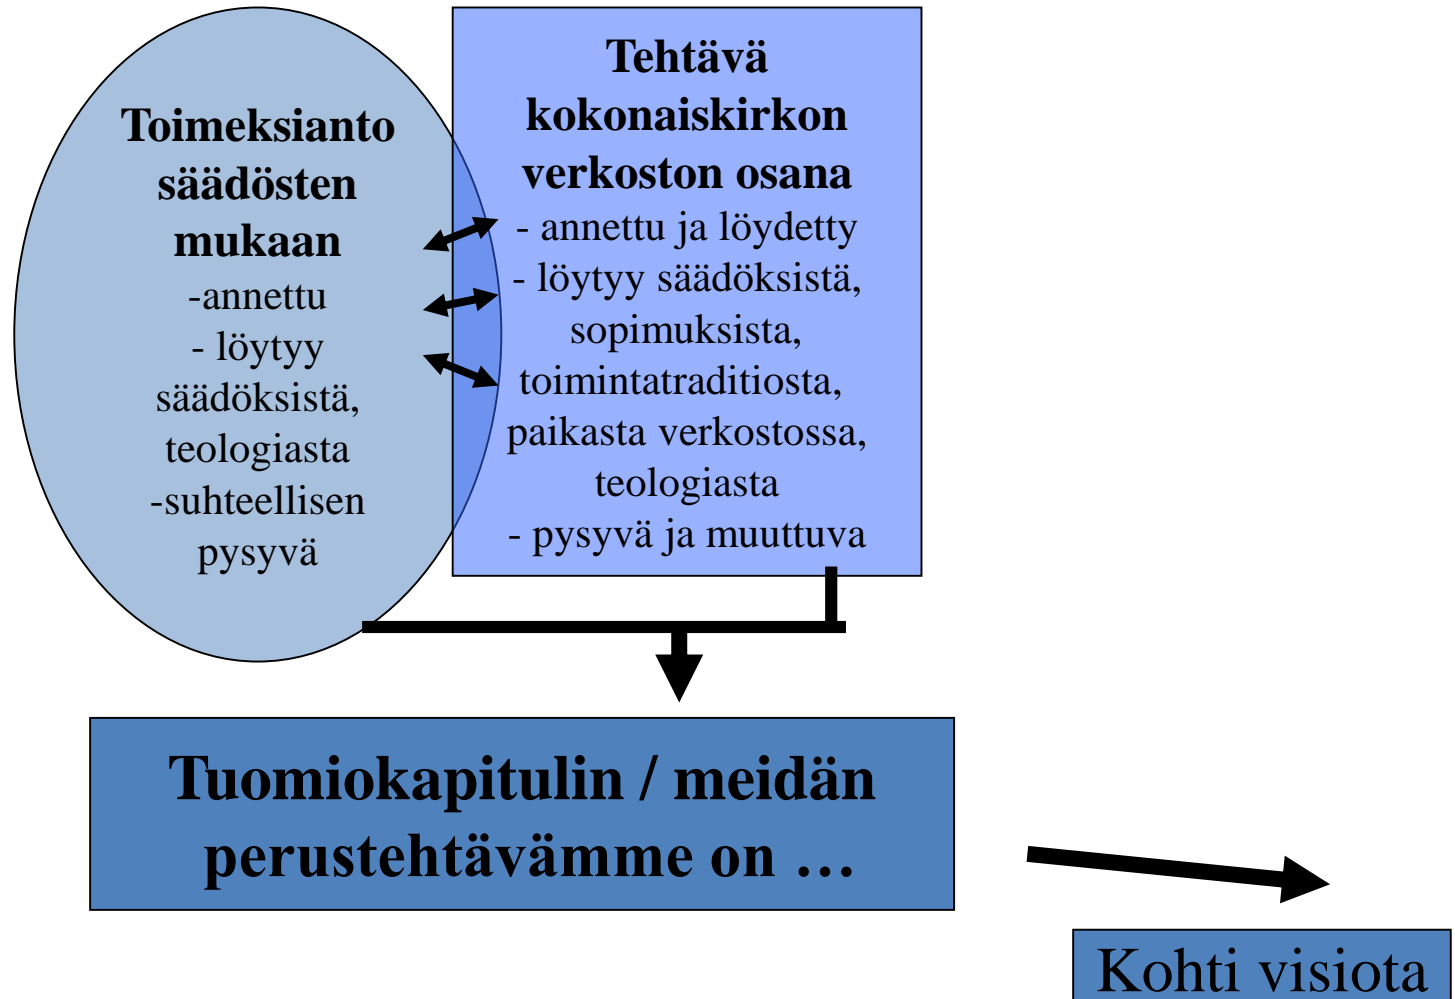 Toimeksianto
säädösten
mukaan
-annettu
- löytyy
säädöksistä,
teologiasta
-suhteellisen
pysyvä
Tehtävä
kokonaiskirkon
verkoston osana
- annettu ja löydetty
- löytyy säädöksistä,
sopimuksista,
toimintatraditiosta,
paikasta verkostossa,
teologiasta
- pysyvä ja muuttuva
Tuomiokapitulin / meidän
perustehtävämme on …
Kohti visiota